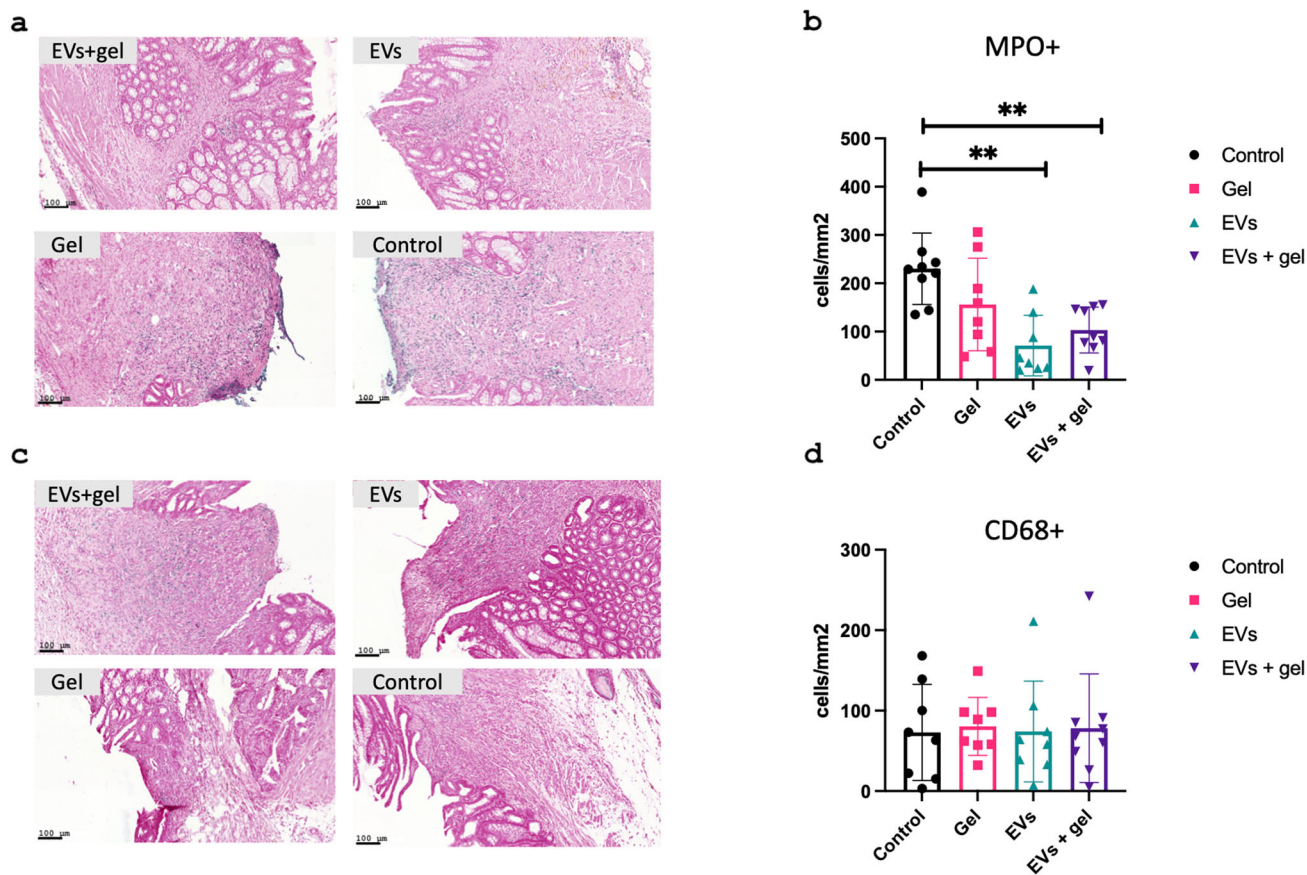 a
EVs+gel
EVs
100 μm
100 μm
Gel
Control
100 μm
100 μm
b
MPO+
**
**
500
400
300
200
100
0
cells/mm2
Control
Gel
EVs
EVs + gel
Control
Gel
EVs
EVs + gel
c
EVs+gel
EVs
100 μm
100 μm
Gel
Control
100 μm
100 μm
d
CD68+
300
200
100
0
cells/mm2
Control
Gel
EVs
EVs + gel
Control
Gel
EVs
EVs + gel